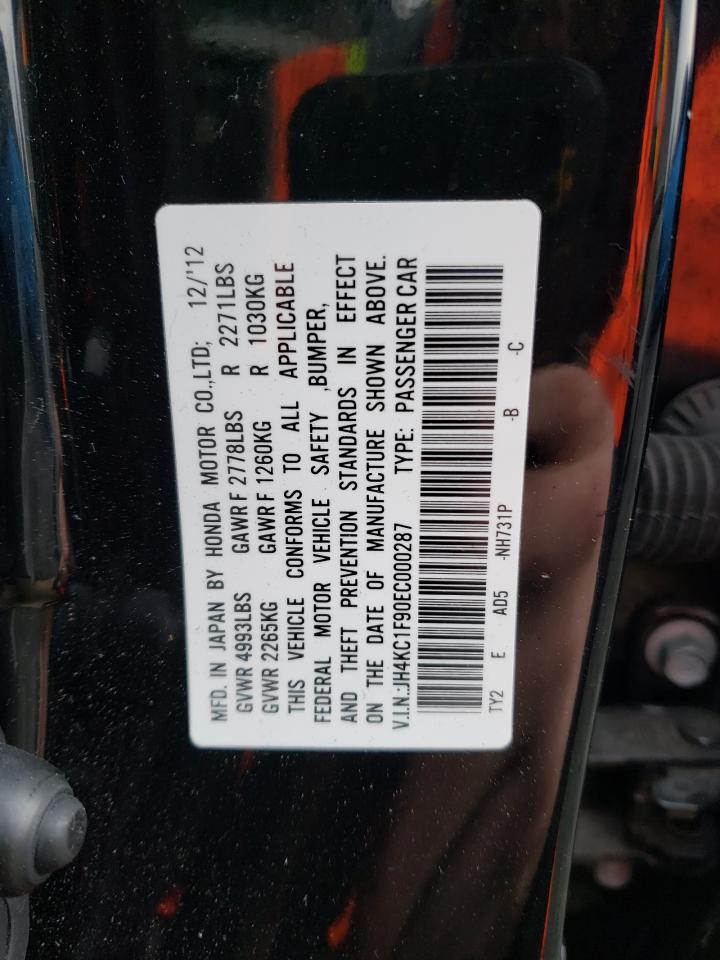 MFD. IN JAPAN BY HONDA MOTOR CO.,LTD; 12/'12
GVWR 4993LBS GAWR F 2778LBS R 2271LBS
GVWR 2265KG GAWR F 1260KG R 1030KG
THIS VEHICLE CONFORMS TO ALL APPLICABLE
FEDERAL MOTOR VEHICLE SAFETY ,BUMPER,
AND THEFT PREVENTION STANDARDS IN EFFECT
ON THE DATE OF MANUFACTURE SHOWN ABOVE.
V.I.N.:JH4KC1F90EC000287 TYPE: PASSENGER CAR
TY2 E AD5 -NH731P -B -C